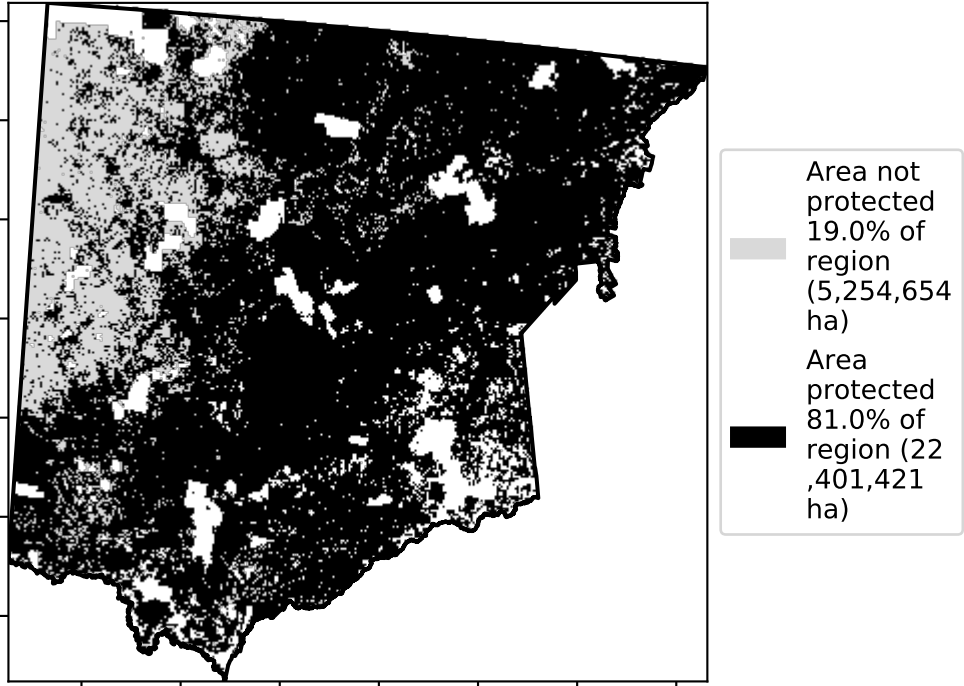 Area not
protected
19.0% of
region
(5,254,654
ha)
Area
protected
81.0% of
region (22
,401,421
ha)